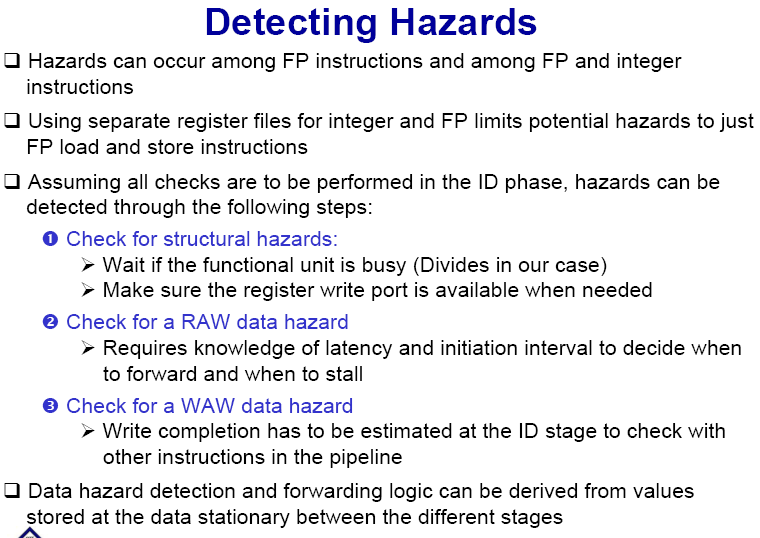 Detecting Hazards
❑ Hazards can occur among FP instructions and among FP and integer
instructions
❑ Using separate register files for integer and FP limits potential hazards to just
FP load and store instructions
❑ Assuming all checks are to be performed in the ID phase, hazards can be
detected through the following steps:
❶ Check for structural hazards:
➢ Wait if the functional unit is busy (Divides in our case)
➢ Make sure the register write port is available when needed
❷ Check for a RAW data hazard
➢ Requires knowledge of latency and initiation interval to decide when
to forward and when to stall
❸ Check for a WAW data hazard
➢ Write completion has to be estimated at the ID stage to check with
other instructions in the pipeline
❑ Data hazard detection and forwarding logic can be derived from values
stored at the data stationary between the different stages